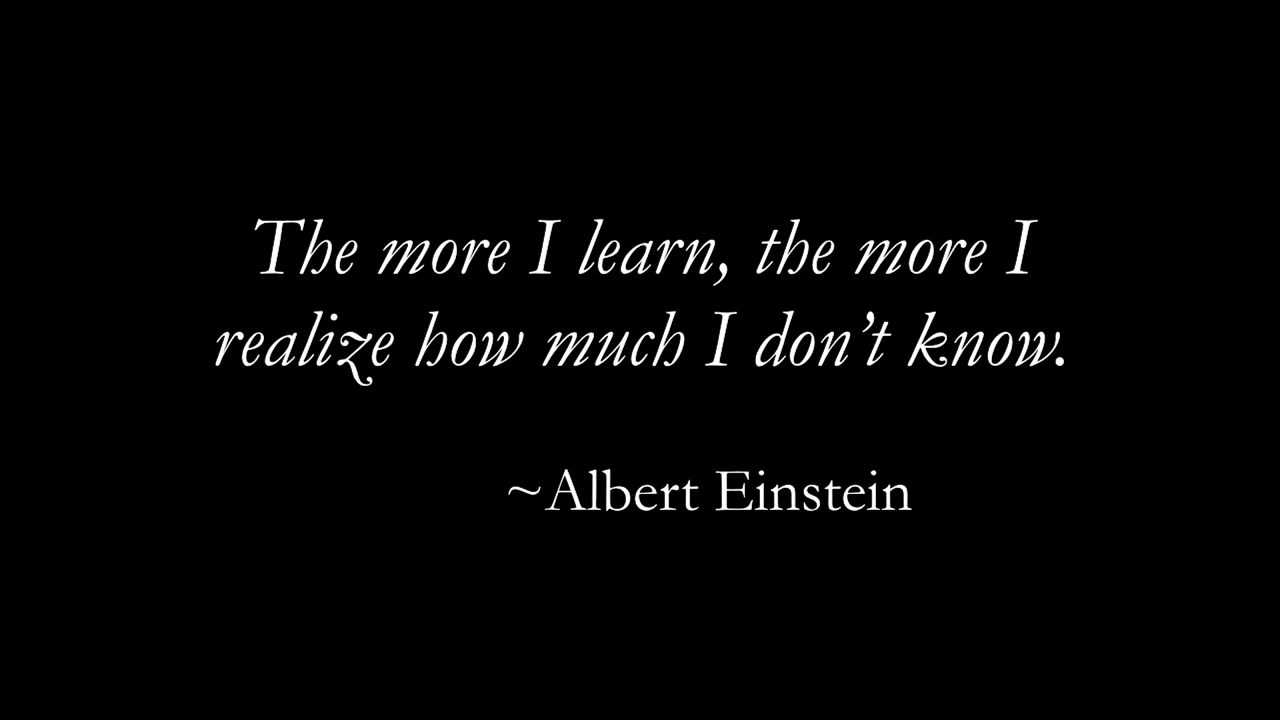 The more I learn, the more I
realize how much I don’t know.
~Albert Einstein